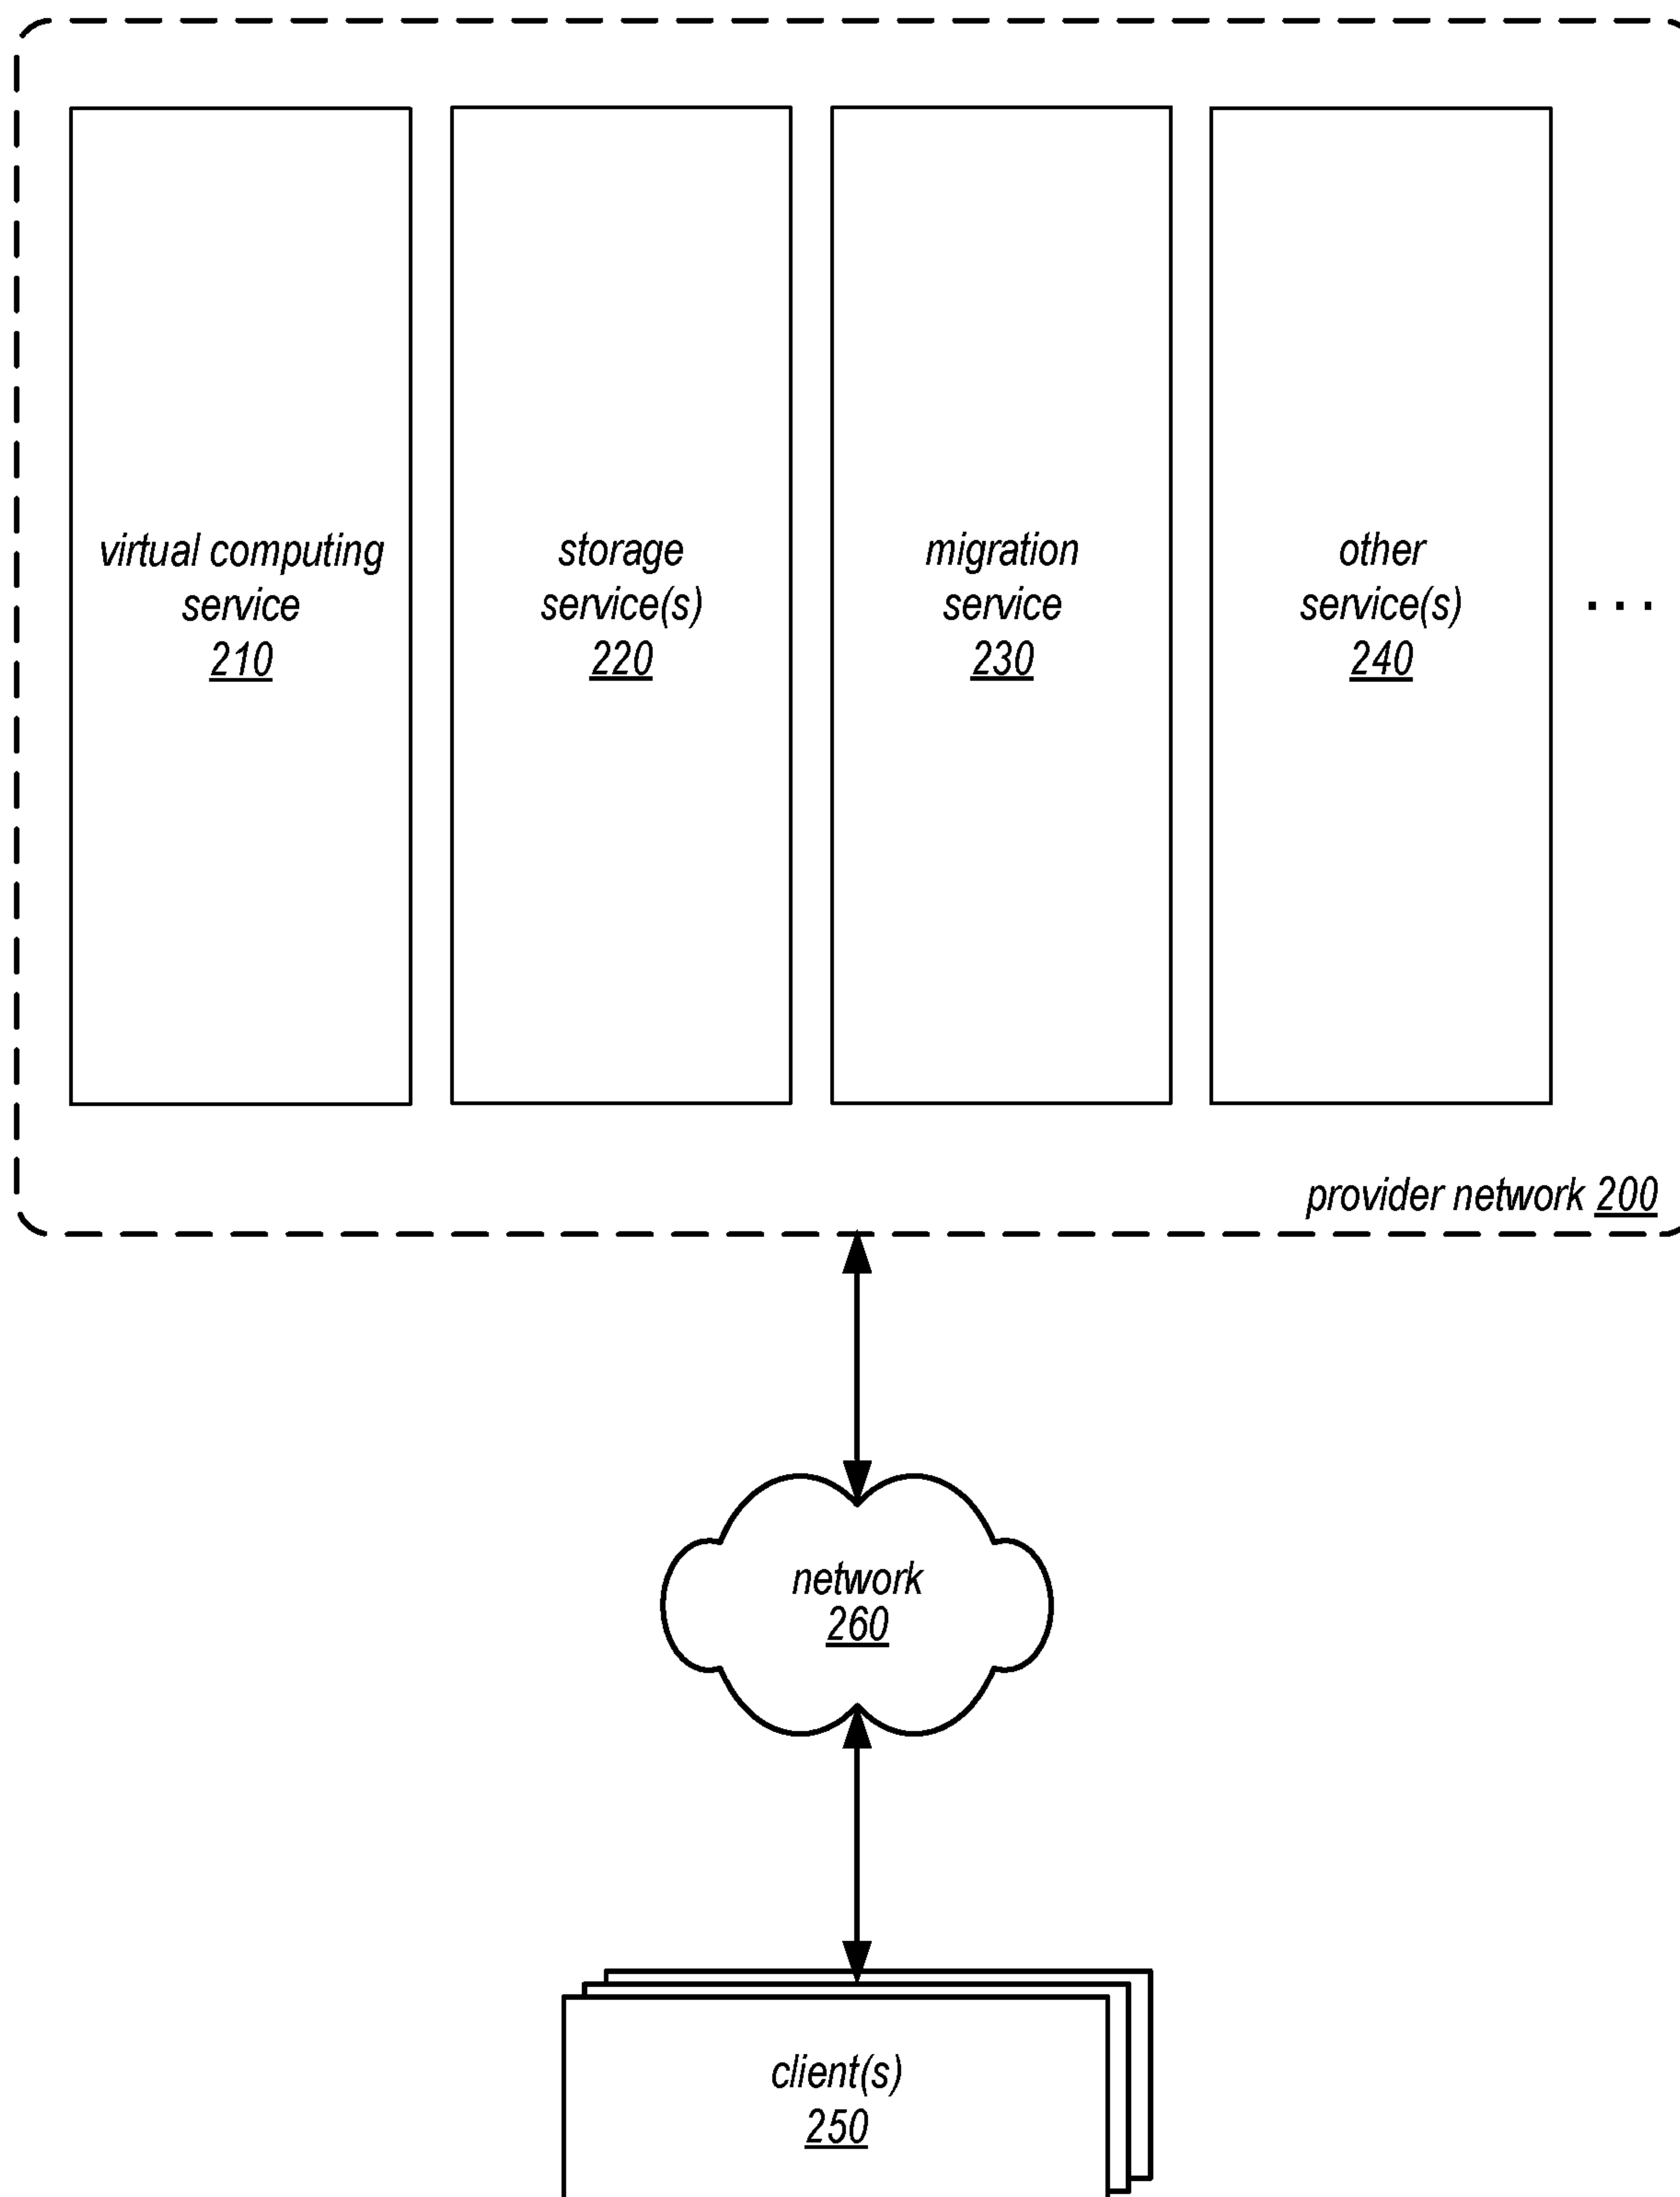 virtual computing
service
210
storage
service(s)
220
migration
service
230
other
service(s)
240
. . .
provider network 200
network
260
client(s)
250